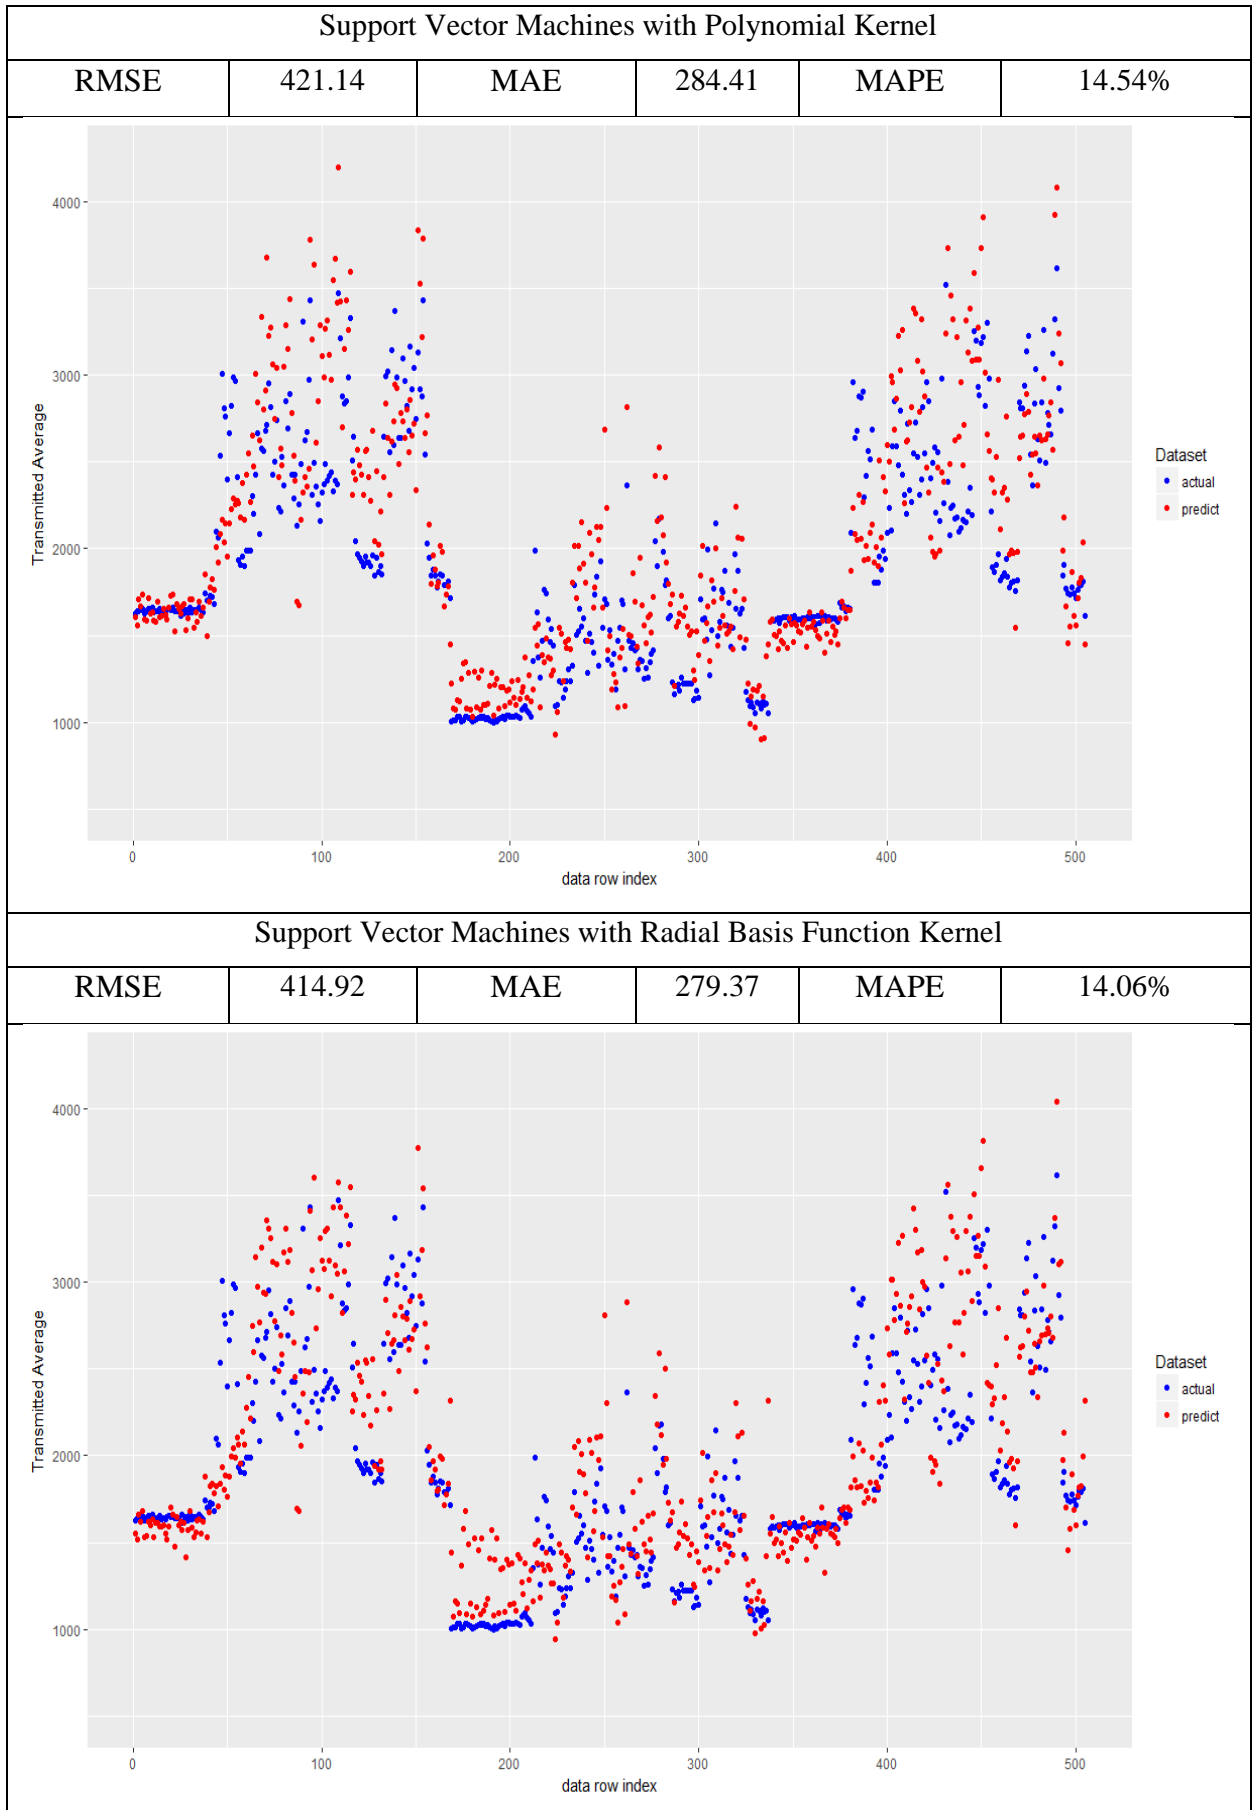 Support Vector Machines with Polynomial Kernel
RMSE 421.14 MAE 284.41 MAPE 14.54%
4000
3000
2000
1000
Transmitted Average
0 100 200 300 400 500
data row index
Dataset
actual
predict
Support Vector Machines with Radial Basis Function Kernel
RMSE 414.92 MAE 279.37 MAPE 14.06%
4000
3000
2000
1000
Transmitted Average
0 100 200 300 400 500
data row index
Dataset
actual
predict